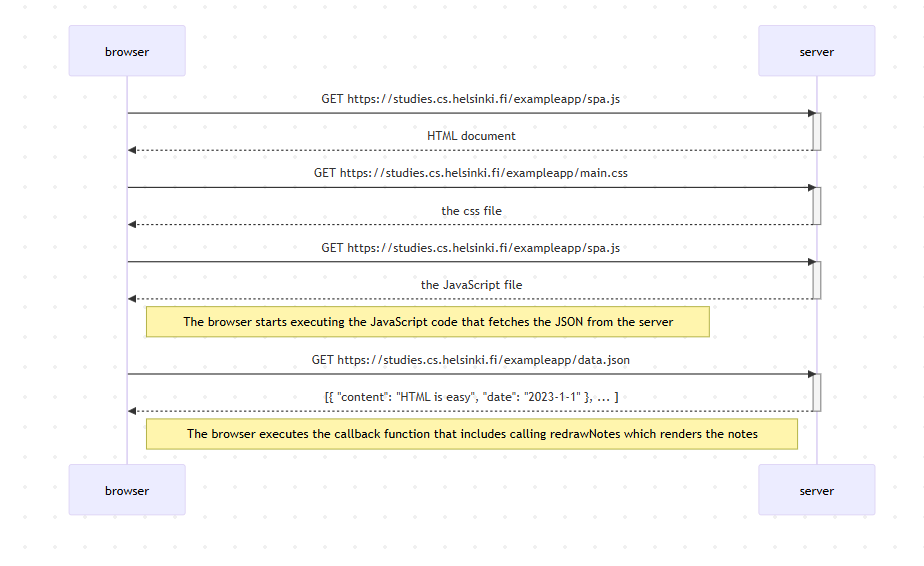 browser
server
GET https://studies.cs.helsinki.fi/exampleapp/spa.js
HTML document
GET https://studies.cs.helsinki.fi/exampleapp/main.css
the css file
GET https://studies.cs.helsinki.fi/exampleapp/spa.js
the JavaScript file
The browser starts executing the JavaScript code that fetches the JSON from the server
GET https://studies.cs.helsinki.fi/exampleapp/data.json
[{ "content": "HTML is easy", "date": "2023-1-1" }, ... ]
The browser executes the callback function that includes calling redrawNotes which renders the notes
browser
server